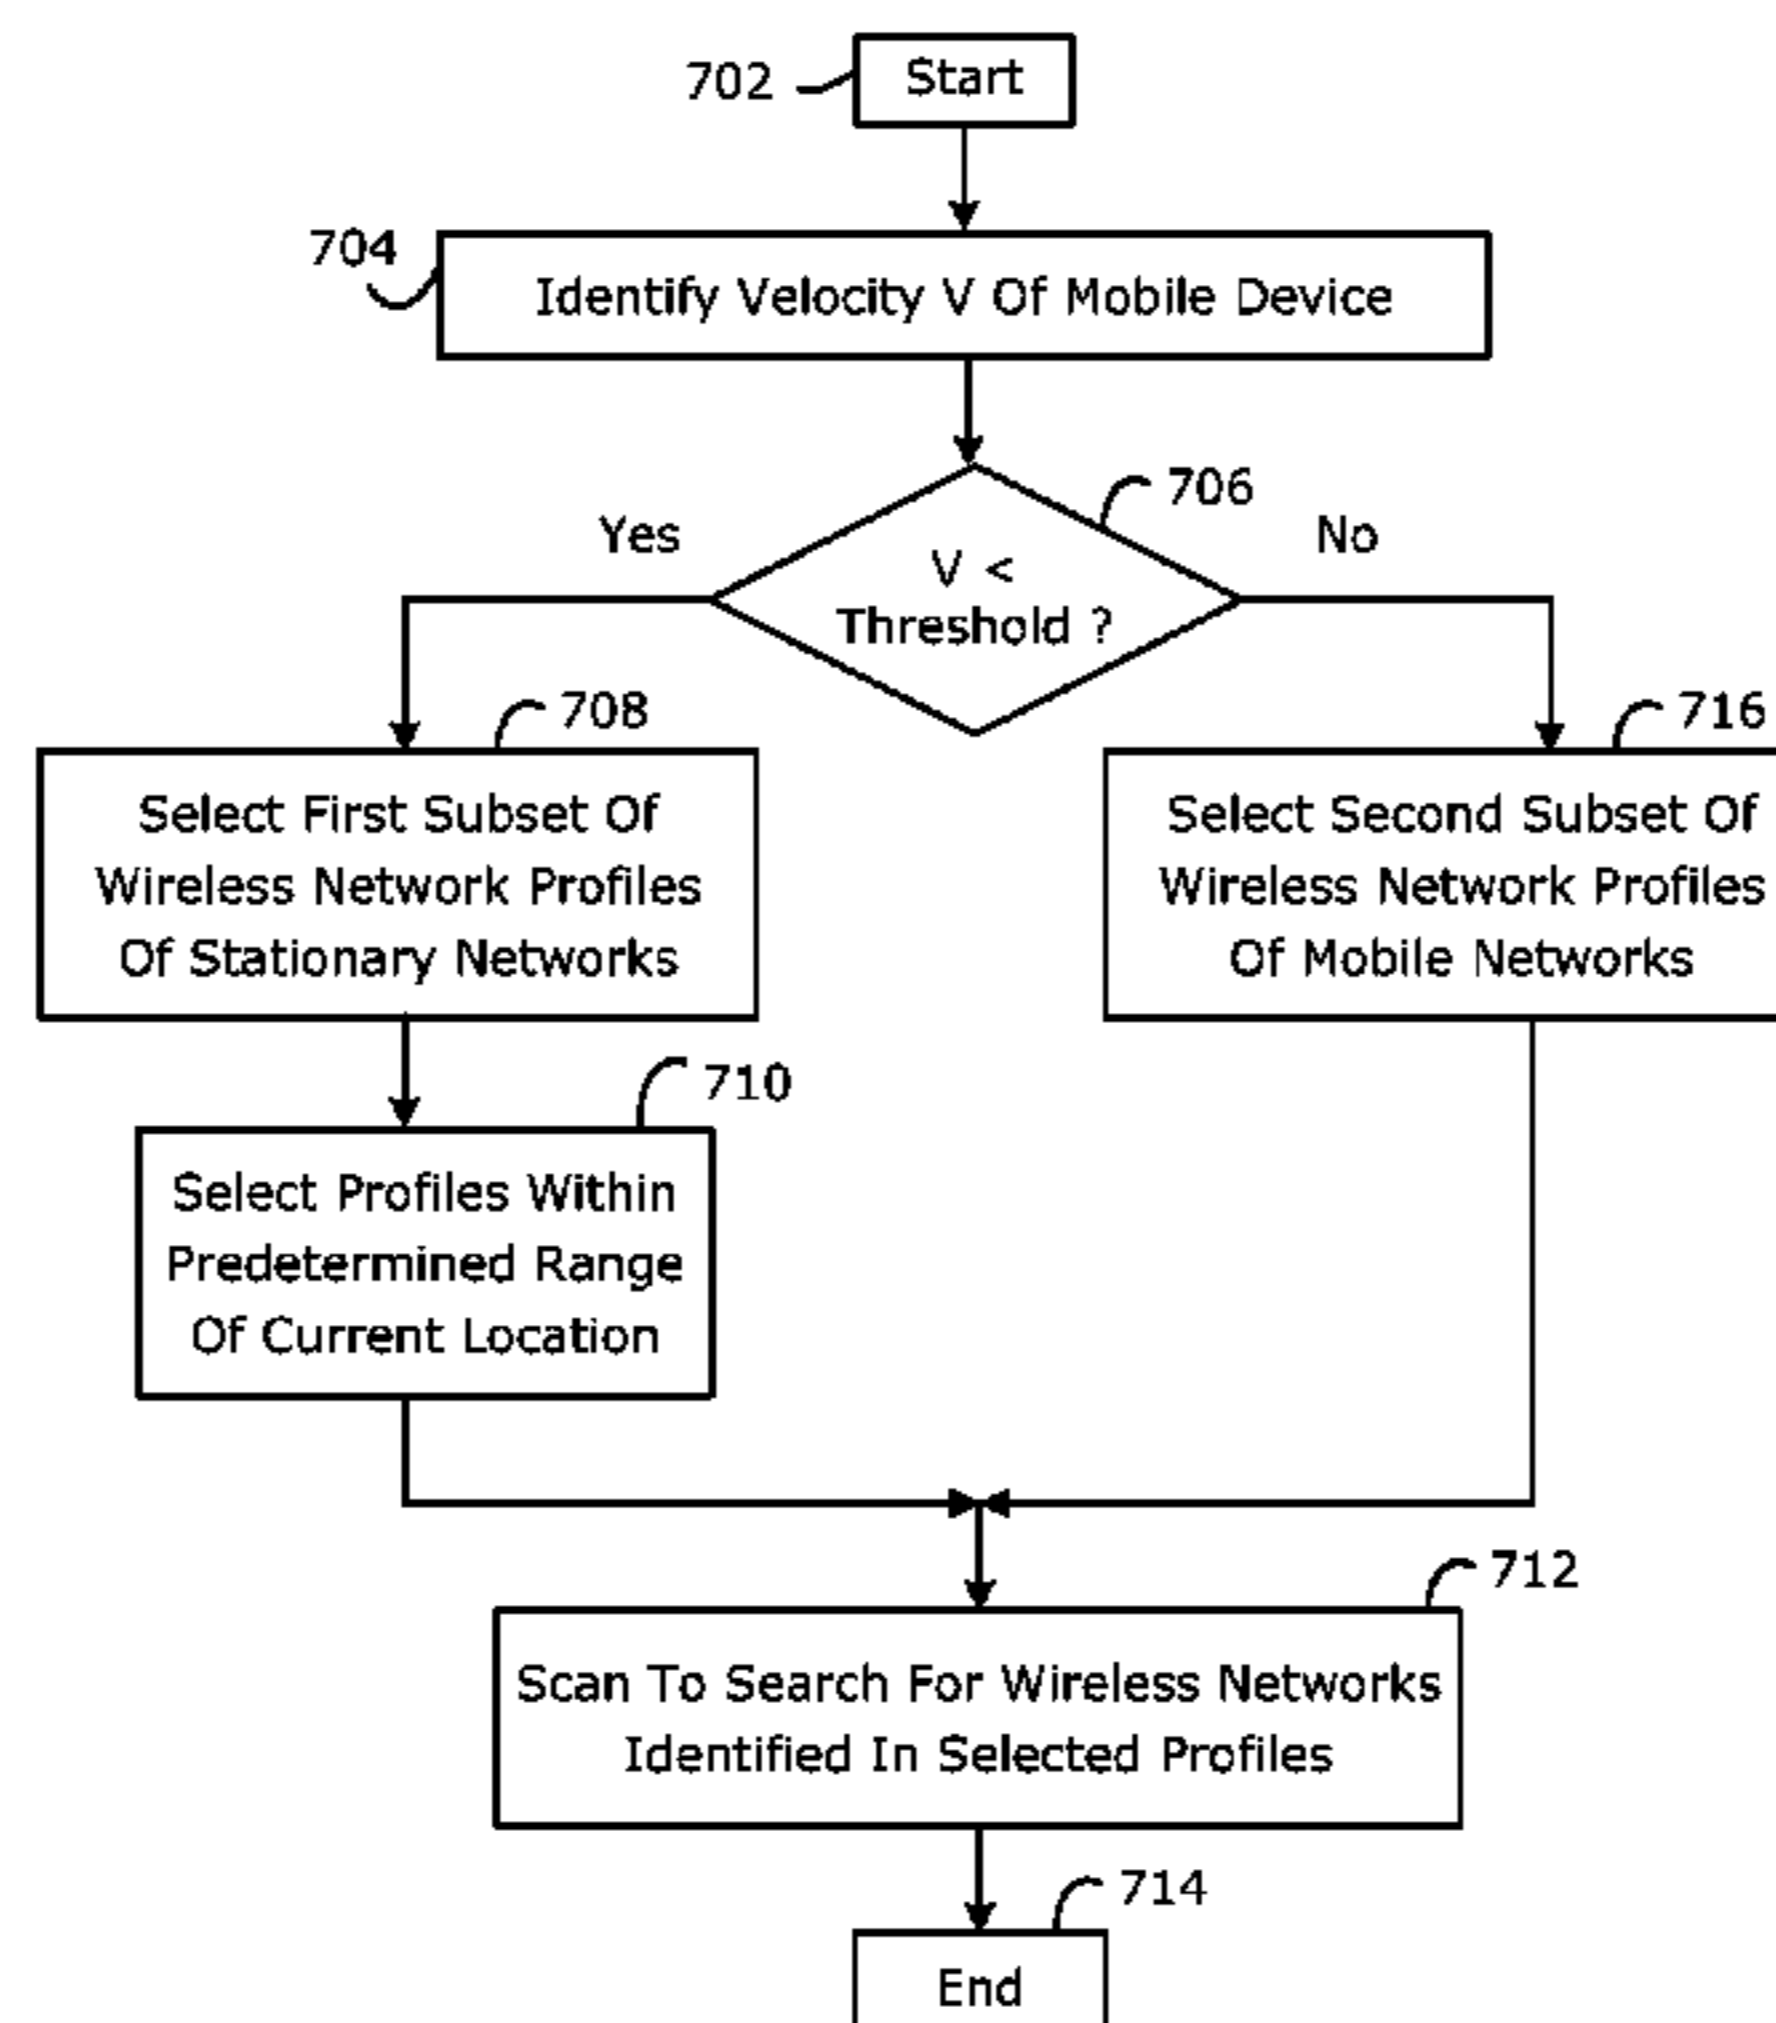 702
Start
704
Identify Velocity V Of Mobile Device
706
Yes
No
V <
Threshold ?
708
Select First Subset Of
Wireless Network Profiles
Of Stationary Networks
716
Select Second Subset Of
Wireless Network Profiles
Of Mobile Networks
710
Select Profiles Within
Predetermined Range
Of Current Location
712
Scan To Search For Wireless Networks
Identified In Selected Profiles
714
End